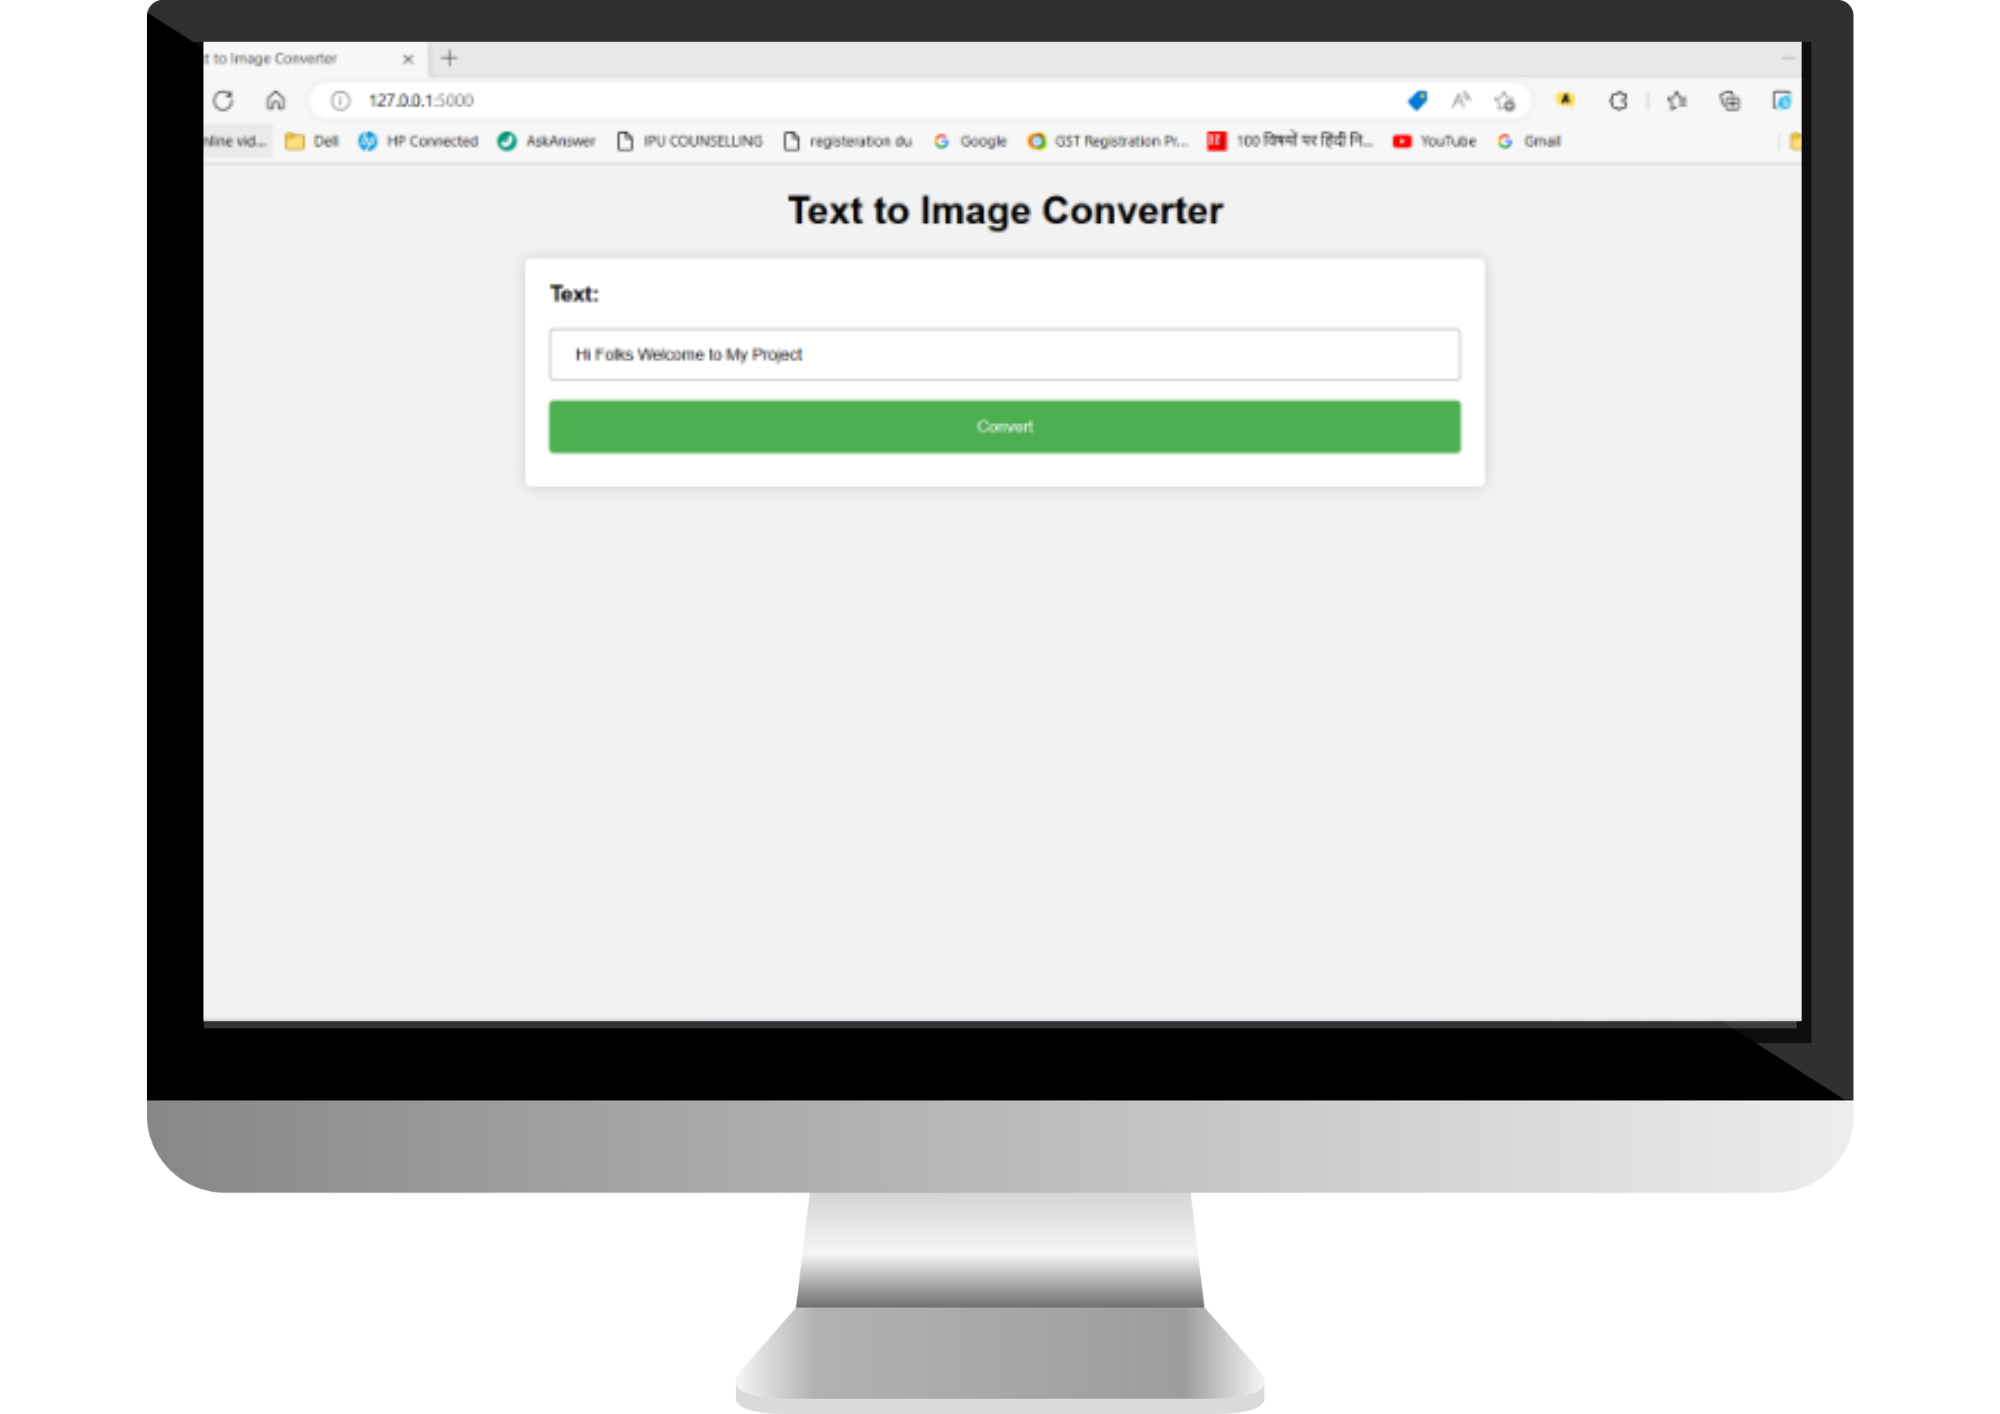 t to Image Converter
127.0.0.1:5000
nline vid... Dell HP Connected AskAnswer IPU COUNSELLING registeration du Google GST Registration Pr... 100 विषयों पर हिंदी नि... YouTube Gmail
Text to Image Converter
Text:
Hi Folks Welcome to My Project
Convert